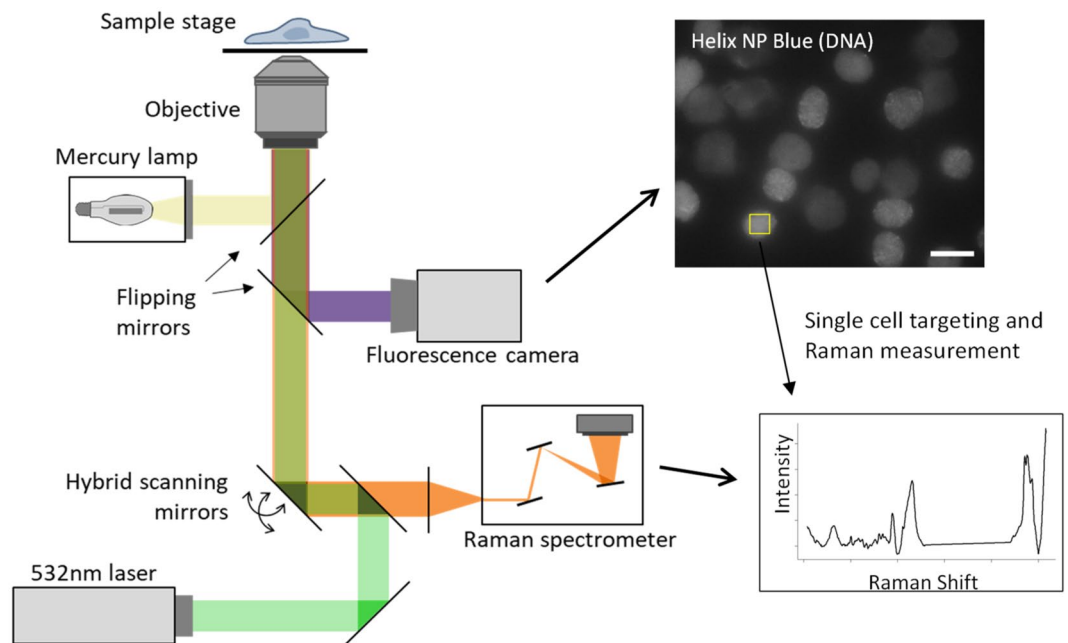 Sample stage
Objective
Mercury lamp
Flipping
mirrors
Fluorescence camera
Helix NP Blue (DNA)
Single cell targeting and
Raman measurement
Hybrid scanning
mirrors
Raman spectrometer
532nm laser
Intensity
Raman Shift